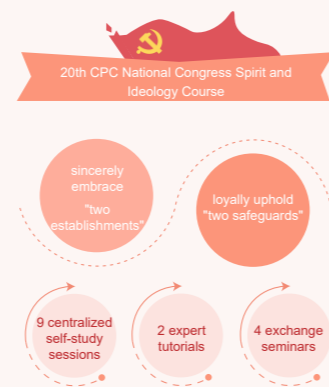 20th CPC National Congress Spirit and
Ideology Course
sincerely
embrace
"two
establishments"
loyally uphold
"two safeguards"
9 centralized
self-study
sessions
2 expert
tutorials
4 exchange
seminars